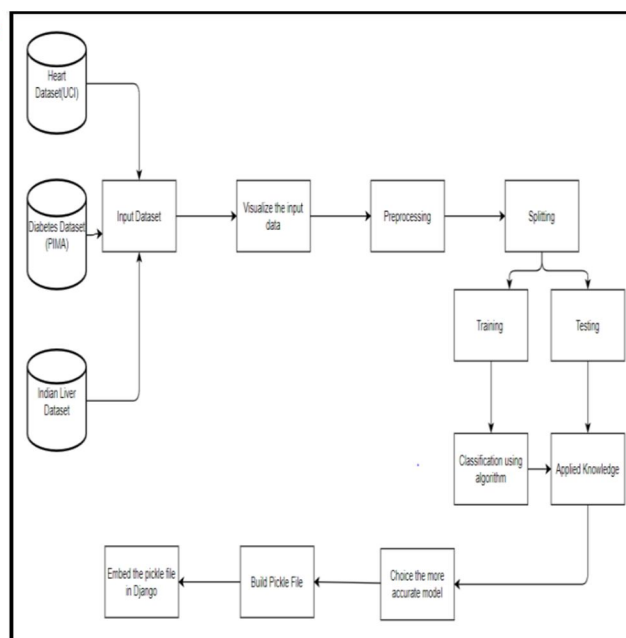 Heart
Dataset(UCI)
Diabetes Dataset
(PIMA)
Input Dataset
Visualize the input
data
Preprocessing
Splitting
Training
Testing
Indian Liver
Dataset
Classification using
algorithm
Applied Knowledge
Embed the pickle file
in Django
Build Pickle File
Choice the more
accurate model